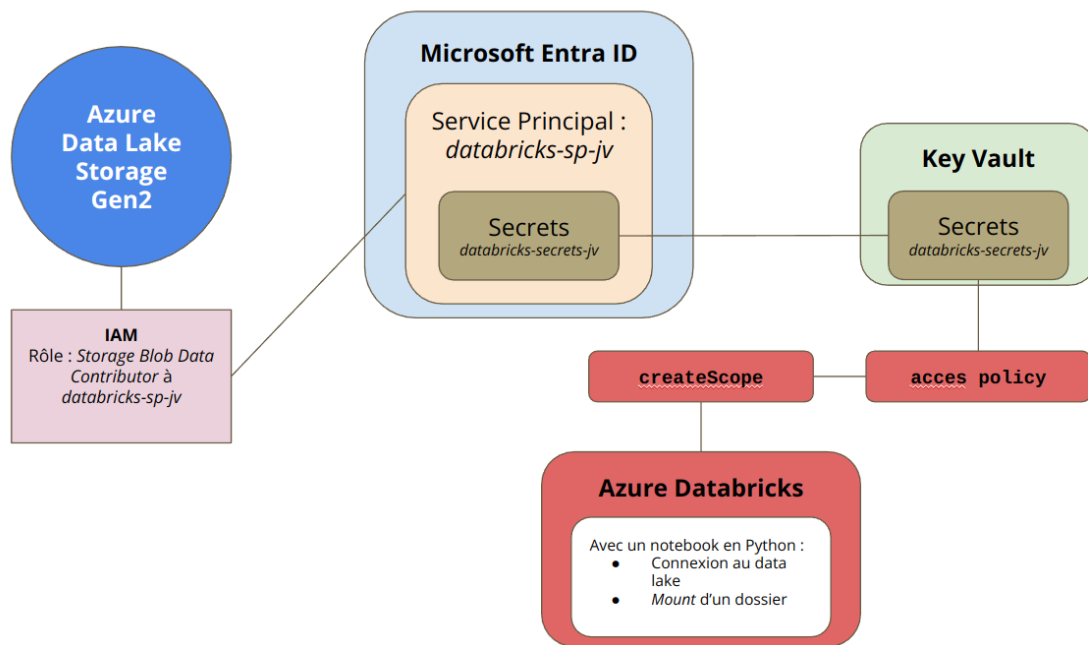 Azure
Data Lake
Storage
Gen2
IAM
Rôle : Storage Blob Data
Contributor à
databricks-sp-jv
Microsoft Entra ID
Service Principal :
databricks-sp-jv
Secrets
databricks-secrets-jv
Key Vault
Secrets
databricks-secrets-jv
createScope
acces policy
Azure Databricks
Avec un notebook en Python :
● Connexion au data
lake
● Mount d'un dossier